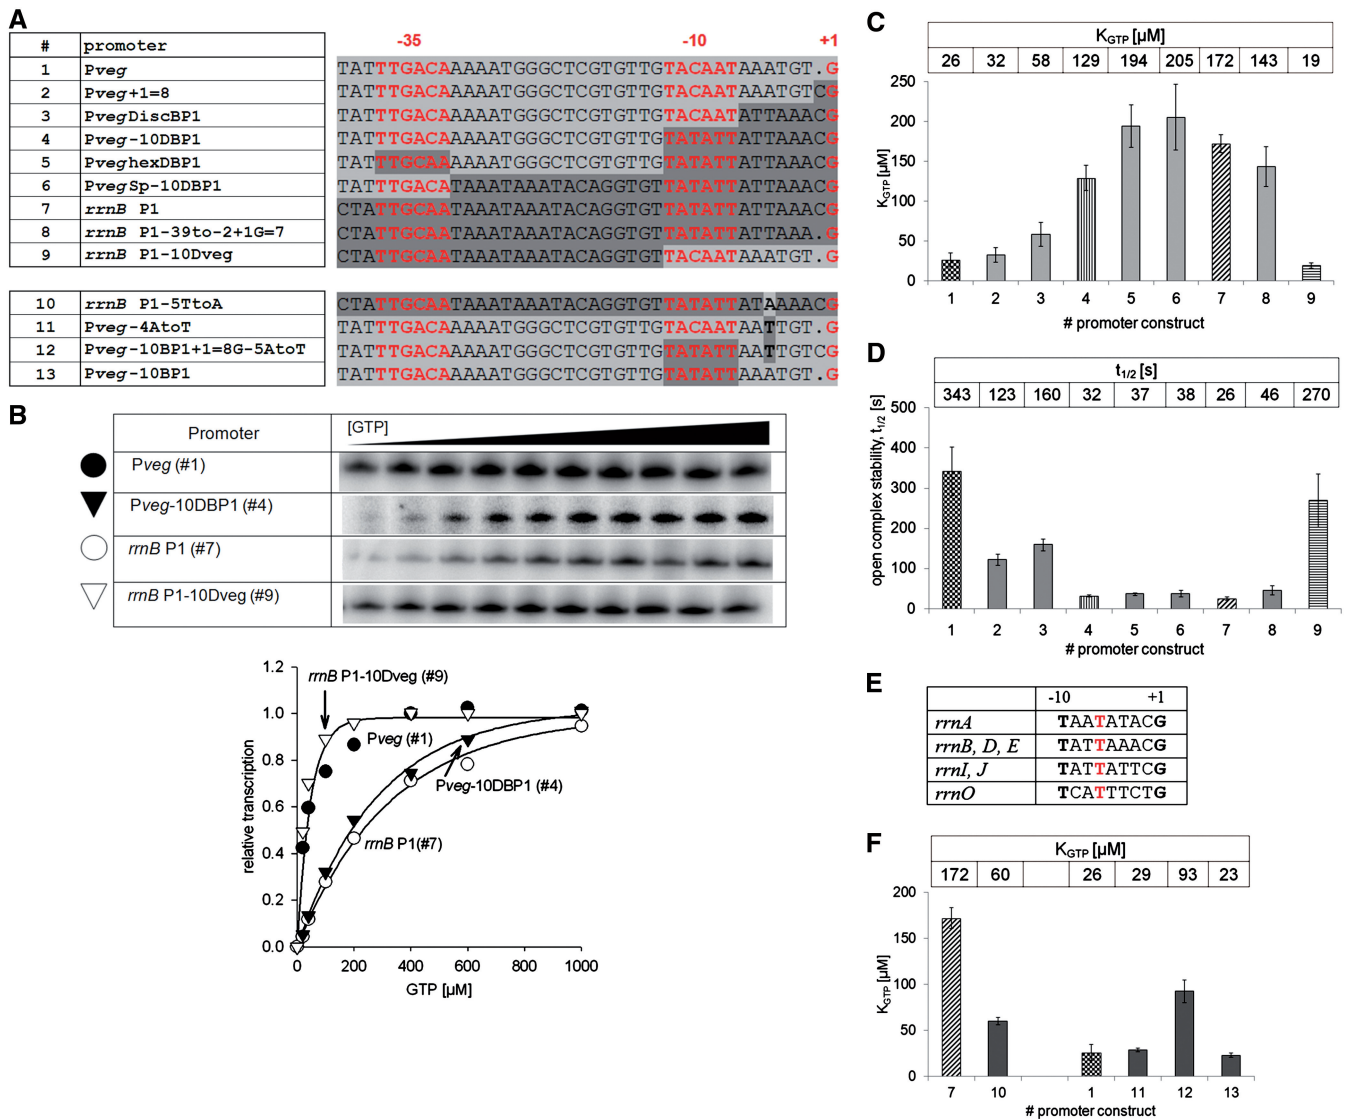 A
-35 -10 +1
# promoter
1 Pveg TATTTGACAAAAATGGGCTCGTGTTGTACAATAAATGT.G
2 Pveg+1=8 TATTTGACAAAAATGGGCTCGTGTTGTACAATAAATGTCG
3 PvegDiscBP1 TATTTGACAAAAATGGGCTCGTGTTGTACAATATTAAACG
4 Pveg-10DBP1 TATTTGACAAAAATGGGCTCGTGTTGTATATTATTAAACG
5 PveghexDBP1 TATTTGCAAAAAATGGGCTCGTGTTGTATATTATTAAACG
6 PvegSp-10DBP1 TATTTGACATAAATAAATACAGGTGTTATATTATTAAACG
7 rrnB P1 CTATTGCAATAAATAAATACAGGTGTTATATTATTAAACG
8 rrnB P1-39to-2+1G=7 CTATTGCAATAAATAAATACAGGTGTTATATTATTAAA.G
9 rrnB P1-10Dveg CTATTGCAATAAATAAATACAGGTGTTACAATAAATGT.G
10 rrnB P1-5TtoA CTATTGCAATAAATAAATACAGGTGTTATATTATAAAACG
11 Pveg-4AtoT TATTTGACAAAAATGGGCTCGTGTTGTACAATAATTGT.G
12 Pveg-10BP1+1=8G-5AtoT TATTTGACAAAAATGGGCTCGTGTTGTATATTAATTGTCG
13 Pveg-10BP1 TATTTGACAAAAATGGGCTCGTGTTGTATATTAAATGT.G
B
Promoter [GTP]
Pveg (#1)
Pveg-10DBP1 (#4)
rrnB P1 (#7)
rrnB P1-10Dveg (#9)
1.2
1.0
0.8
0.6
0.4
0.2
0.0
relative transcription
rrnB P1-10Dveg (#9)
Pveg (#1)
Pveg-10DBP1 (#4)
rrnB P1(#7)
0 200 400 600 800 1000
GTP [µM]
C
KGTP [µM]
26 32 58 129 194 205 172 143 19
250
200
150
100
50
0
KGTP [µM]
1 2 3 4 5 6 7 8 9
# promoter construct
D
t1/2 [s]
343 123 160 32 37 38 26 46 270
500
400
300
200
100
0
open complex stability, t1/2 [s]
1 2 3 4 5 6 7 8 9
# promoter construct
E
-10 +1
rrnA TAATATACG
rrnB, D, E TATTAAACG
rrnI, J TATTATTCG
rrnO TCATTTCTG
F
KGTP [µM]
172 60 26 29 93 23
200
150
100
50
0
KGTP [µM]
7 10 1 11 12 13
# promoter construct